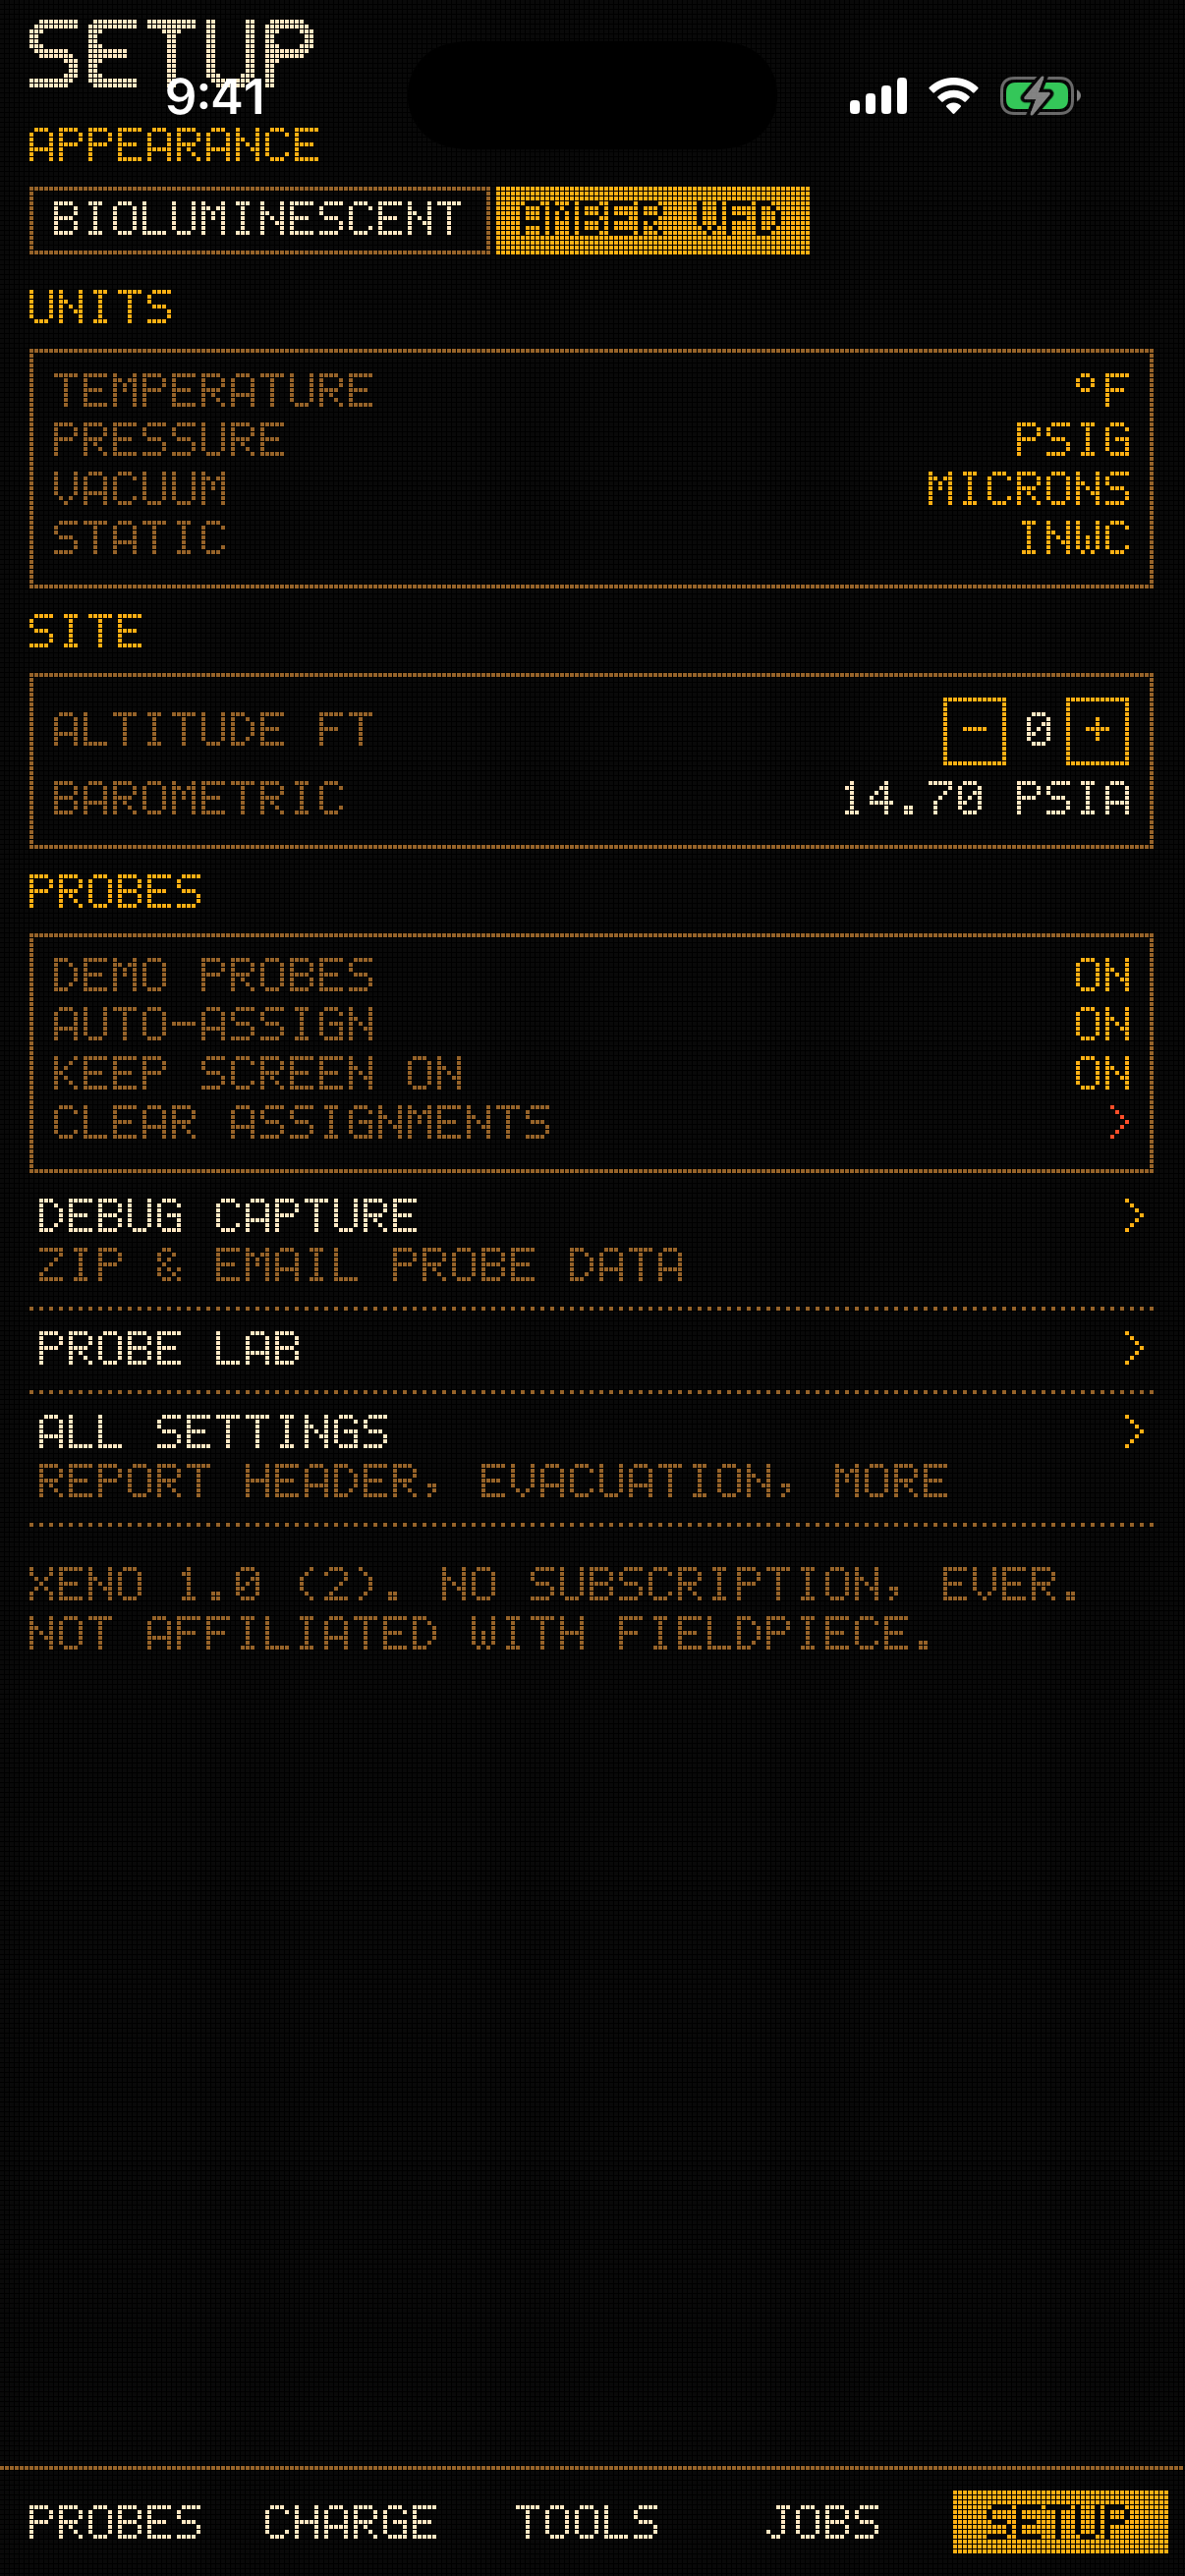 SETUP
9:41
APPEARANCE
BIOLUMINESCENT AMBER VFD
UNITS
TEMPERATURE °F
PRESSURE PSIG
VACUUM MICRONS
STATIC INWC
SITE
ALTITUDE FT - 0 +
BAROMETRIC 14.70 PSIA
PROBES
DEMO PROBES ON
AUTO-ASSIGN ON
KEEP SCREEN ON ON
CLEAR ASSIGNMENTS >
DEBUG CAPTURE >
ZIP & EMAIL PROBE DATA
PROBE LAB >
ALL SETTINGS >
REPORT HEADER, EVACUATION, MORE
XENO 1.0 (2). NO SUBSCRIPTION, EVER.
NOT AFFILIATED WITH FIELDPIECE.
PROBES CHARGE TOOLS JOBS SETUP